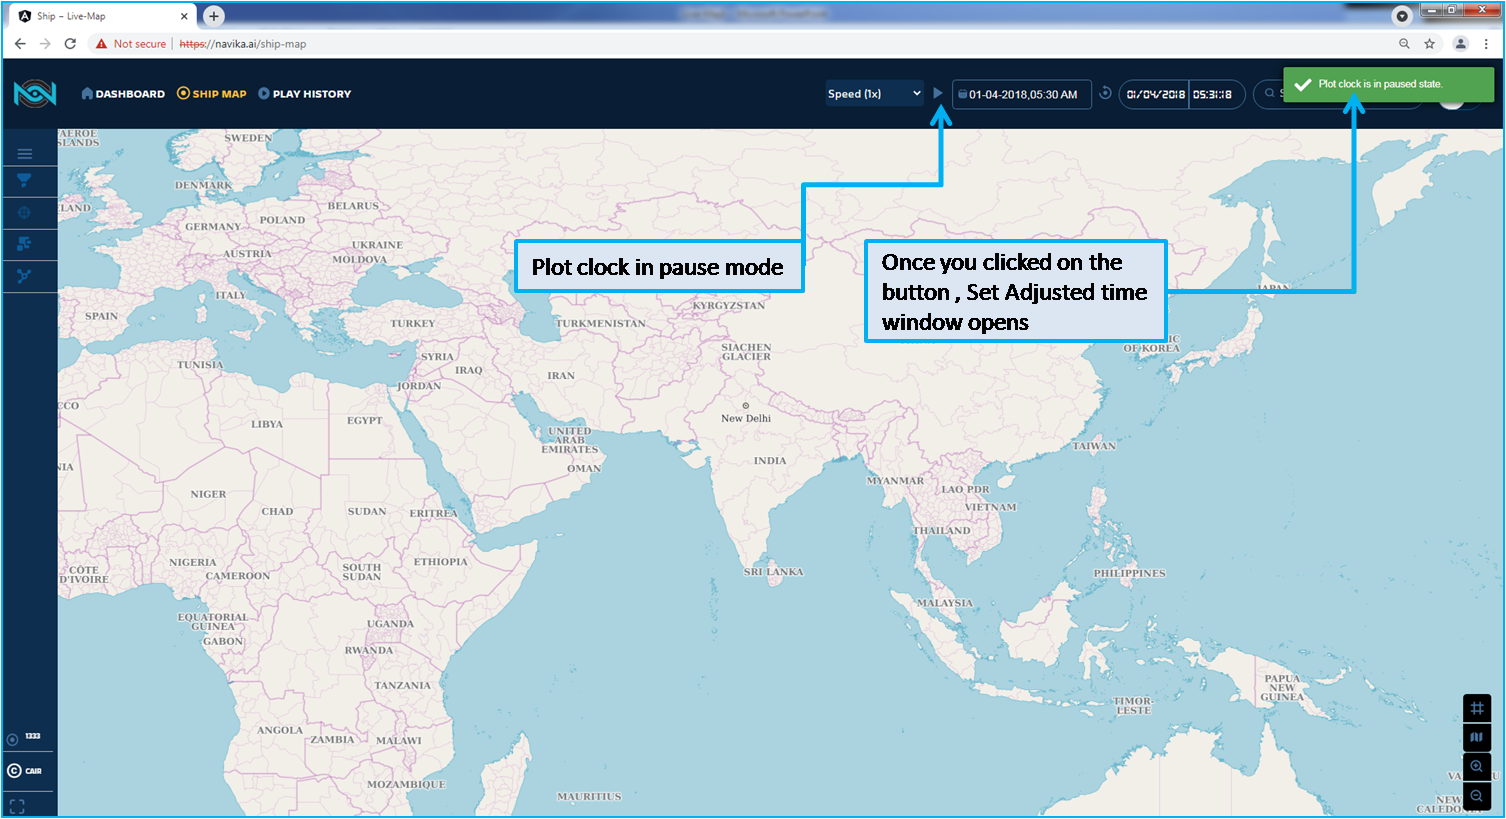 Ship – Live-Map
Not secure
https://navika.ai/ship-map
DASHBOARD
SHIP MAP
PLAY HISTORY
Speed (1x)
01-04-2018,05:30 AM
01/04/2018
05:31:18
S
Plot clock is in paused state.
Plot clock in pause mode
Once you clicked on the
button , Set Adjusted time
window opens
FAEROE
ISLANDS
SWEDEN
DENMARK
ELAND
BELARUS
POLAND
GERMANY
UKRAINE
AUSTRIA
MOLDOVA
ITALY
SPAIN
KYRGYZSTAN
TURKEY
TURKMENISTAN
JAPAN
OF KOREA
SIACHEN
GLACIER
SYRIA
TUNISIA
IRAQ
IRAN
JORDAN
CCO
New Delhi
LIBYA
EGYPT
UNITED
ARAB
EMIRATES
TAIWAN
INDIA
NIA
OMAN
MYANMAR
LAO PDR
NIGER
CHAD
SUDAN
ERITREA
VIETNAM
THAILAND
NIGERIA
ETHIOPIA
CÔTE
D'IVOIRE
CAMEROON
SOUTH
SUDAN
SRI LANKA
PHILIPPINES
MALAYSIA
EQUATORIAL
GUINEA
UGANDA
GABON
RWANDA
TANZANIA
PAPUA
NEW
GUINEA
TIMOR-
LESTE
ANGOLA
ZAMBIA
MALAWI
1333
CAIR
MOZAMBIQUE
MAURITIUS
VA
NEW
CALEDO